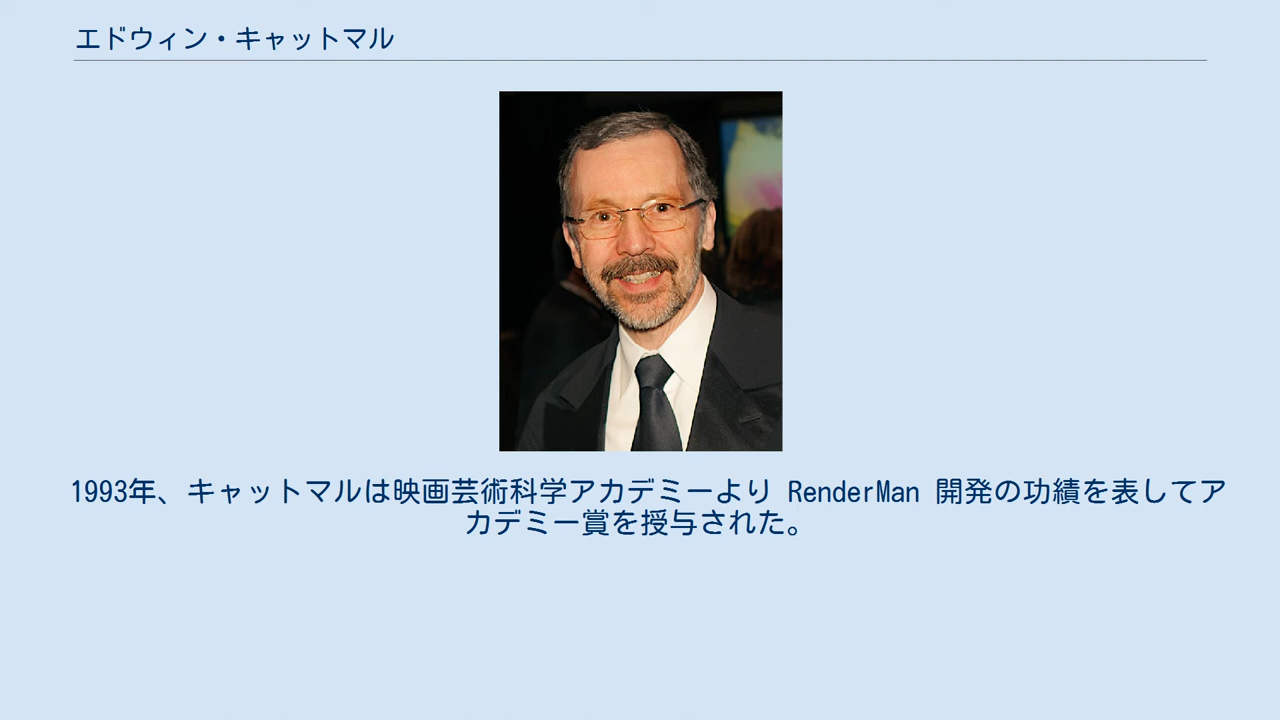 エドウィン・キャットマル
1993年、キャットマルは映画芸術科学アカデミーより RenderMan 開発の功績を表してア
カデミー賞を授与された。